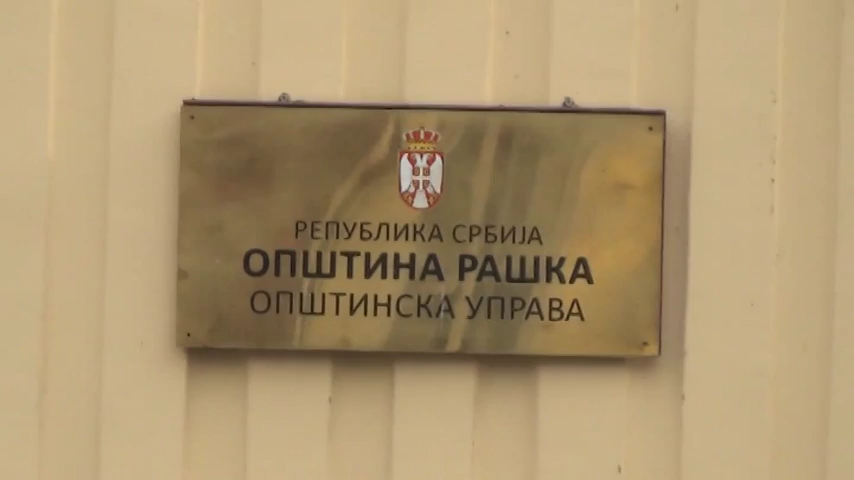 РЕПУБЛИКА СРБИЈА
ОПШТИНА РАШКА
ОПШТИНСКА УПРАВА